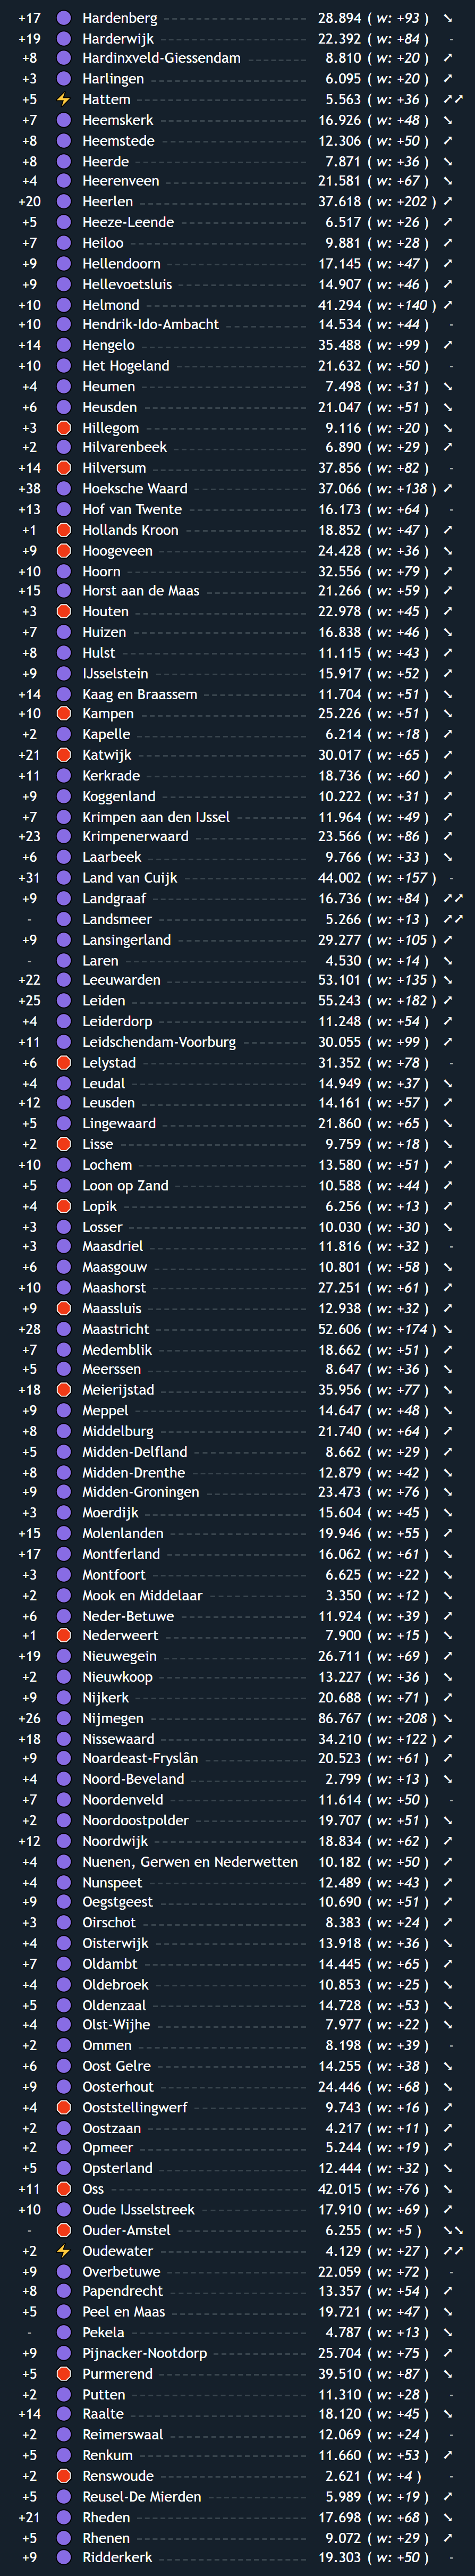 +17 Hardenberg 28.894 ( w: +93 ) ↘
+19 Harderwijk 22.392 ( w: +84 ) -
+8 Hardinxveld-Giessendam 8.810 ( w: +20 ) ↗
+3 Harlingen 6.095 ( w: +20 ) ↗
+5 ⚡ Hattem 5.563 ( w: +36 ) ↗↗
+7 Heemskerk 16.926 ( w: +48 ) ↘
+8 Heemstede 12.306 ( w: +50 ) ↗
+8 Heerde 7.871 ( w: +36 ) ↘
+4 Heerenveen 21.581 ( w: +67 ) ↘
+20 Heerlen 37.618 ( w: +202 ) ↗
+5 Heeze-Leende 6.517 ( w: +26 ) ↗
+7 Heiloo 9.881 ( w: +28 ) ↗
+9 Hellendoorn 17.145 ( w: +47 ) ↗
+9 Hellevoetsluis 14.907 ( w: +46 ) ↗
+10 Helmond 41.294 ( w: +140 ) ↗
+10 Hendrik-Ido-Ambacht 14.534 ( w: +44 ) -
+14 Hengelo 35.488 ( w: +99 ) ↗
+10 Het Hogeland 21.632 ( w: +50 ) -
+4 Heumen 7.498 ( w: +31 ) ↘
+6 Heusden 21.047 ( w: +51 ) ↘
+3 Hillegom 9.116 ( w: +20 ) ↘
+2 Hilvarenbeek 6.890 ( w: +29 ) ↗
+14 Hilversum 37.856 ( w: +82 ) -
+38 Hoeksche Waard 37.066 ( w: +138 ) ↗
+13 Hof van Twente 16.173 ( w: +64 ) -
+1 Hollands Kroon 18.852 ( w: +47 ) ↗
+9 Hoogeveen 24.428 ( w: +36 ) ↘
+10 Hoorn 32.556 ( w: +79 ) ↗
+15 Horst aan de Maas 21.266 ( w: +59 ) ↗
+3 Houten 22.978 ( w: +45 ) ↗
+7 Huizen 16.838 ( w: +46 ) ↘
+8 Hulst 11.115 ( w: +43 ) ↗
+9 IJsselstein 15.917 ( w: +52 ) ↗
+14 Kaag en Braassem 11.704 ( w: +51 ) ↘
+10 Kampen 25.226 ( w: +51 ) ↘
+2 Kapelle 6.214 ( w: +18 ) ↗
+21 Katwijk 30.017 ( w: +65 ) ↗
+11 Kerkrade 18.736 ( w: +60 ) ↗
+9 Koggenland 10.222 ( w: +31 ) ↗
+7 Krimpen aan den IJssel 11.964 ( w: +49 ) ↗
+23 Krimpenerwaard 23.566 ( w: +86 ) ↗
+6 Laarbeek 9.766 ( w: +33 ) ↘
+31 Land van Cuijk 44.002 ( w: +157 ) -
+9 Landgraaf 16.736 ( w: +84 ) ↗↗
- Landsmeer 5.266 ( w: +13 ) ↗↗
+9 Lansingerland 29.277 ( w: +105 ) ↗
- Laren 4.530 ( w: +14 ) ↘
+22 Leeuwarden 53.101 ( w: +135 ) ↘
+25 Leiden 55.243 ( w: +182 ) ↗
+4 Leiderdorp 11.248 ( w: +54 ) ↗
+11 Leidschendam-Voorburg 30.055 ( w: +99 ) ↗
+6 Lelystad 31.352 ( w: +78 ) -
+4 Leudal 14.949 ( w: +37 ) ↘
+12 Leusden 14.161 ( w: +57 ) ↗
+5 Lingewaard 21.860 ( w: +65 ) ↘
+2 Lisse 9.759 ( w: +18 ) ↘
+10 Lochem 13.580 ( w: +51 ) ↗
+5 Loon op Zand 10.588 ( w: +44 ) ↗
+4 Lopik 6.256 ( w: +13 ) ↗
+3 Losser 10.030 ( w: +30 ) ↘
+3 Maasdriel 11.816 ( w: +32 ) -
+6 Maasgouw 10.801 ( w: +58 ) ↘
+10 Maashorst 27.251 ( w: +61 ) ↗
+9 Maassluis 12.938 ( w: +32 ) ↗
+28 Maastricht 52.606 ( w: +174 ) ↘
+7 Medemblik 18.662 ( w: +51 ) ↗
+5 Meerssen 8.647 ( w: +36 ) ↘
+18 Meierijstad 35.956 ( w: +77 ) ↗
+9 Meppel 14.647 ( w: +48 ) ↘
+8 Middelburg 21.740 ( w: +64 ) ↗
+5 Midden-Delfland 8.662 ( w: +29 ) ↗
+8 Midden-Drenthe 12.879 ( w: +42 ) ↘
+9 Midden-Groningen 23.473 ( w: +76 ) ↘
+3 Moerdijk 15.604 ( w: +45 ) ↘
+15 Molenlanden 19.946 ( w: +55 ) ↗
+17 Montferland 16.062 ( w: +61 ) ↘
+3 Montfoort 6.625 ( w: +22 ) ↘
+2 Mook en Middelaar 3.350 ( w: +12 ) ↘
+6 Neder-Betuwe 11.924 ( w: +39 ) ↗
+1 Nederweert 7.900 ( w: +15 ) ↘
+19 Nieuwegein 26.711 ( w: +69 ) ↗
+2 Nieuwkoop 13.227 ( w: +36 ) ↘
+9 Nijkerk 20.688 ( w: +71 ) ↗
+26 Nijmegen 86.767 ( w: +208 ) ↘
+18 Nissewaard 34.210 ( w: +122 ) ↗
+9 Noardeast-Fryslân 20.523 ( w: +61 ) ↗
+4 Noord-Beveland 2.799 ( w: +13 ) ↘
+7 Noordenveld 11.614 ( w: +50 ) -
+2 Noordoostpolder 19.707 ( w: +51 ) ↘
+12 Noordwijk 18.834 ( w: +62 ) ↗
+4 Nuenen, Gerwen en Nederwetten 10.182 ( w: +50 ) ↗
+4 Nunspeet 12.489 ( w: +43 ) ↗
+9 Oegstgeest 10.690 ( w: +51 ) ↗
+3 Oirschot 8.383 ( w: +24 ) ↗
+4 Oisterwijk 13.918 ( w: +36 ) ↘
+7 Oldambt 14.445 ( w: +65 ) ↗
+4 Oldebroek 10.853 ( w: +25 ) ↘
+5 Oldenzaal 14.728 ( w: +53 ) ↘
+4 Olst-Wijhe 7.977 ( w: +22 ) ↘
+2 Ommen 8.198 ( w: +39 ) -
+6 Oost Gelre 14.255 ( w: +38 ) ↘
+9 Oosterhout 24.446 ( w: +68 ) ↘
+4 Ooststellingwerf 9.743 ( w: +16 ) ↗
+2 Oostzaan 4.217 ( w: +11 ) ↗
+2 Opmeer 5.244 ( w: +19 ) ↗
+5 Opsterland 12.444 ( w: +32 ) ↘
+11 Oss 42.015 ( w: +76 ) ↘
+10 Oude IJsselstreek 17.910 ( w: +69 ) ↗
- Ouder-Amstel 6.255 ( w: +5 ) ↘↘
+2 ⚡ Oudewater 4.129 ( w: +27 ) ↗↗
+9 Overbetuwe 22.059 ( w: +72 ) -
+8 Papendrecht 13.357 ( w: +54 ) ↗
+5 Peel en Maas 19.721 ( w: +47 ) ↘
- Pekela 4.787 ( w: +13 ) ↘
+9 Pijnacker-Nootdorp 25.704 ( w: +75 ) ↗
+5 Purmerend 39.510 ( w: +87 ) ↘
+2 Putten 11.310 ( w: +28 ) -
+14 Raalte 18.120 ( w: +45 ) ↘
+2 Reimerswaal 12.069 ( w: +24 ) -
+5 Renkum 11.660 ( w: +53 ) ↗
+2 Renswoude 2.621 ( w: +4 ) -
+5 Reusel-De Mierden 5.989 ( w: +19 ) ↗
+21 Rheden 17.698 ( w: +68 ) ↘
+5 Rhenen 9.072 ( w: +29 ) ↗
+9 Ridderkerk 19.303 ( w: +50 ) -